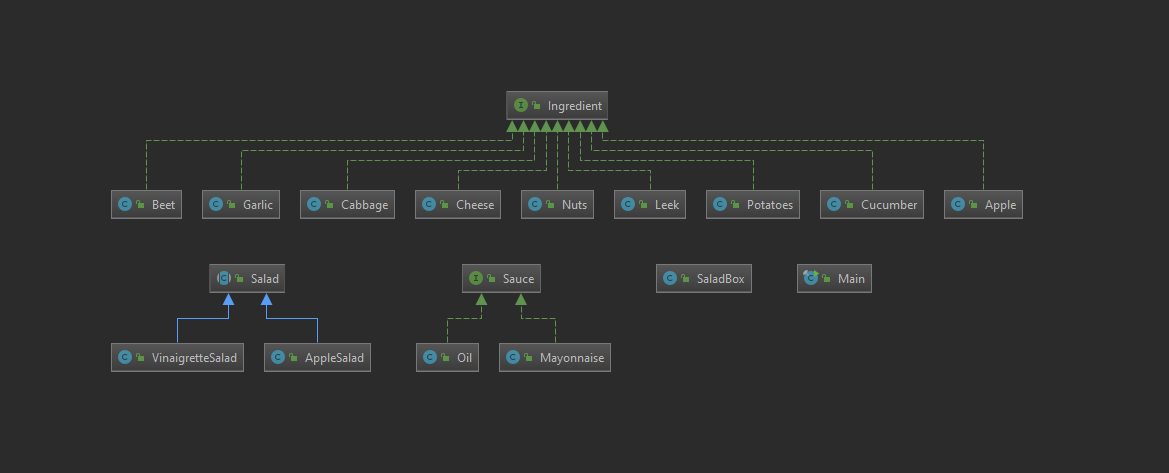 Ingredient
Beet
Garlic
Cabbage
Cheese
Nuts
Leek
Potatoes
Cucumber
Apple
Salad
Sauce
SaladBox
Main
VinaigretteSalad
AppleSalad
Oil
Mayonnaise